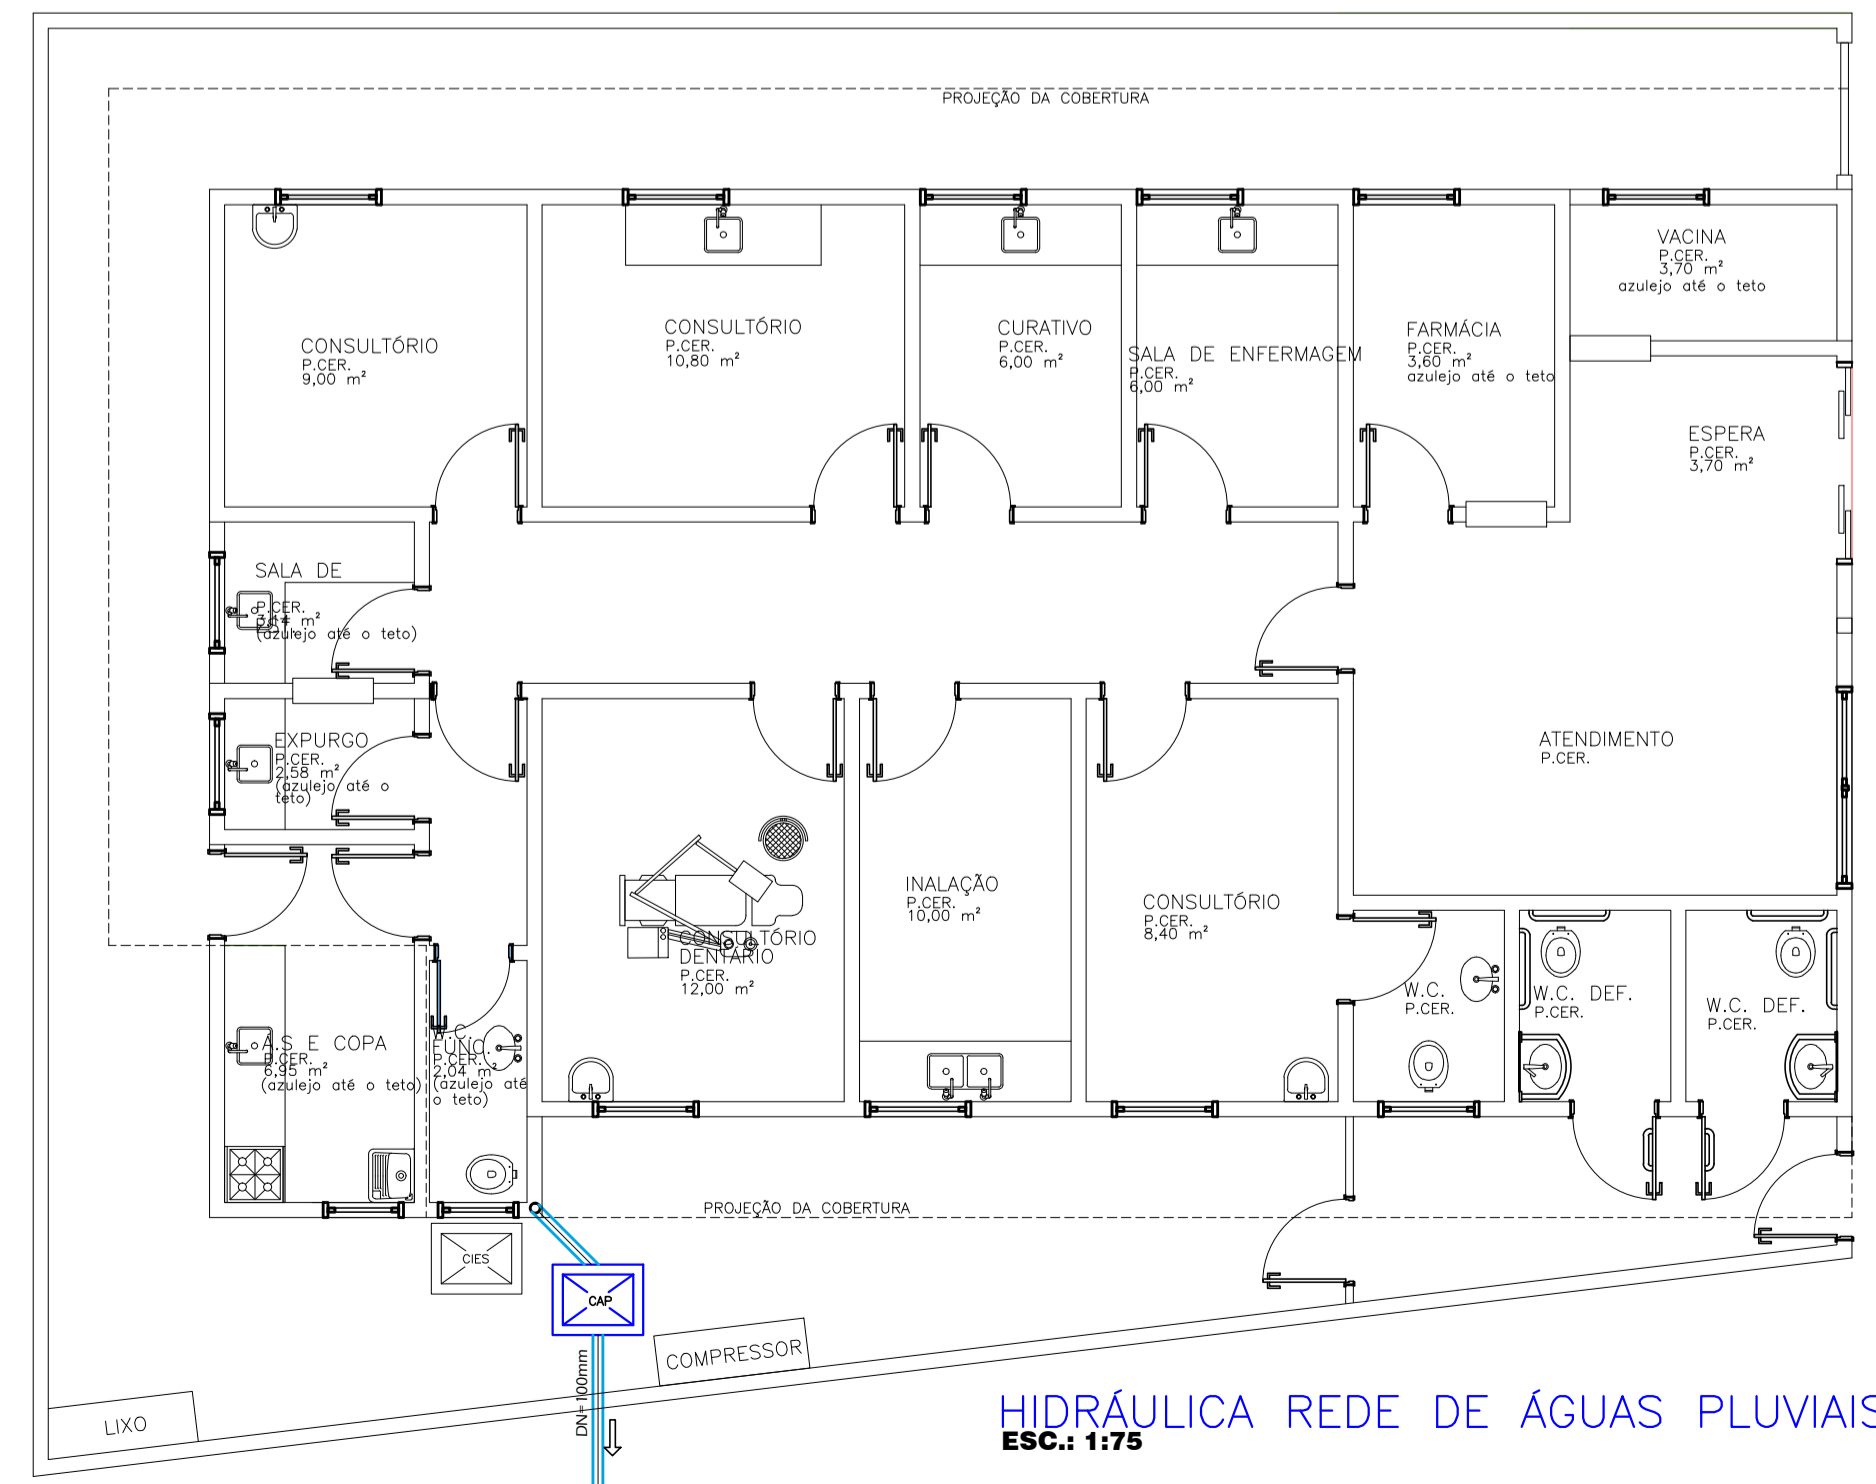 PROJEÇÃO DA COBERTURA
VACINA
P.CER.
3,70 m²
azulejo até o teto
CONSULTÓRIO
P.CER.
9,00 m²
CONSULTÓRIO
P.CER.
10,80 m²
CURATIVO
P.CER.
6,00 m²
SALA DE ENFERMAGEM
P.CER.
6,00 m²
FARMÁCIA
P.CER.
3,60 m²
azulejo até o teto
ESPERA
P.CER.
3,70 m²
SALA DE
P.CER.
3,14 m²
(azulejo até o teto)
EXPURGO
P.CER.
2,58 m²
(azulejo até o
teto)
ATENDIMENTO
P.CER.
CONSULTÓRIO
DENTÁRIO
P.CER.
12,00 m²
INALAÇÃO
P.CER.
10,00 m²
CONSULTÓRIO
P.CER.
8,40 m²
W.C.
P.CER.
W.C. DEF.
P.CER.
W.C. DEF.
P.CER.
A.S E COPA
P.CER.
6,95 m²
(azulejo até o teto)
W.C.
FUNC.
P.CER.
2,04 m²
(azulejo até
o teto)
PROJEÇÃO DA COBERTURA
CIES
CAP
COMPRESSOR
DN=100mm
LIXO
HIDRÁULICA REDE DE ÁGUAS PLUVIAIS
ESC.: 1:75